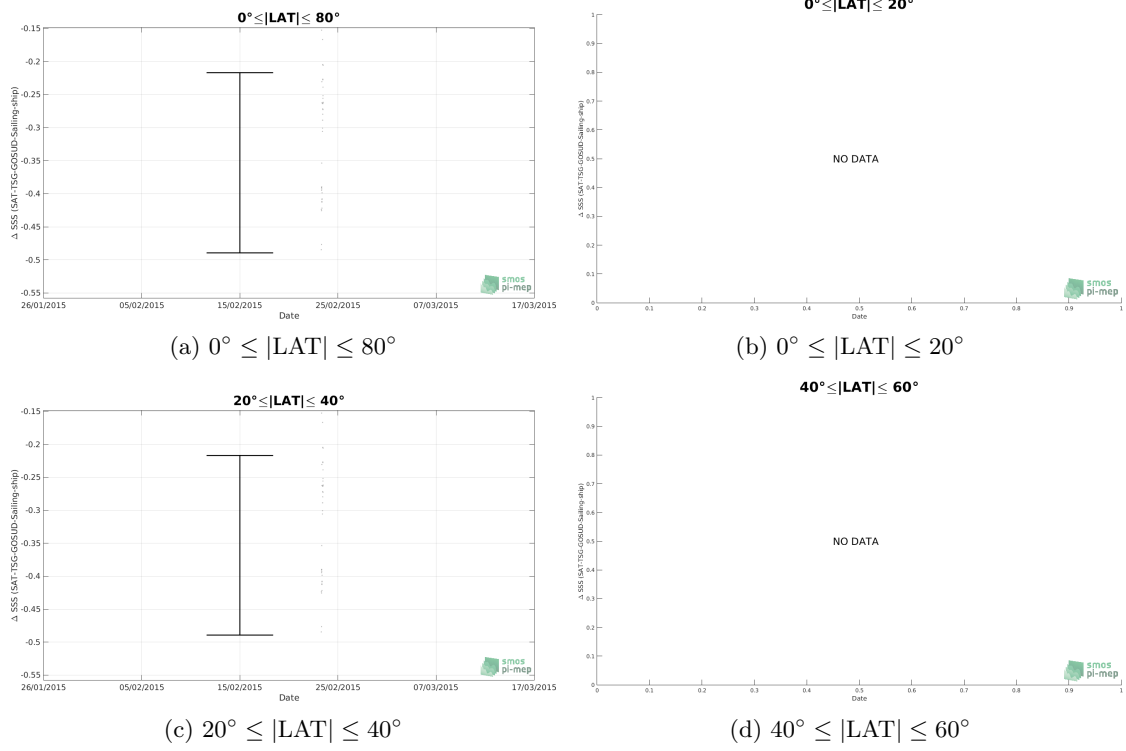 0°≤|LAT|≤ 80°
-0.15
-0.2
-0.25
-0.3
-0.35
-0.4
-0.45
-0.5
-0.55
Δ SSS (SAT-TSG-GOSUD-Sailing-ship)
26/01/2015 05/02/2015 15/02/2015 25/02/2015 07/03/2015 17/03/2015
Date
smos
pi-mep
(a) 0° ≤ |LAT| ≤ 80°
0°≤|LAT|≤ 20°
1
0.9
0.8
0.7
0.6
0.5
0.4
0.3
0.2
0.1
0
Δ SSS (SAT-TSG-GOSUD-Sailing-ship)
NO DATA
0 0.1 0.2 0.3 0.4 0.5 0.6 0.7 0.8 0.9 1
Date
smos
pi-mep
(b) 0° ≤ |LAT| ≤ 20°
20°≤|LAT|≤ 40°
-0.15
-0.2
-0.25
-0.3
-0.35
-0.4
-0.45
-0.5
-0.55
Δ SSS (SAT-TSG-GOSUD-Sailing-ship)
26/01/2015 05/02/2015 15/02/2015 25/02/2015 07/03/2015 17/03/2015
Date
smos
pi-mep
(c) 20° ≤ |LAT| ≤ 40°
40°≤|LAT|≤ 60°
1
0.9
0.8
0.7
0.6
0.5
0.4
0.3
0.2
0.1
0
Δ SSS (SAT-TSG-GOSUD-Sailing-ship)
NO DATA
0 0.1 0.2 0.3 0.4 0.5 0.6 0.7 0.8 0.9 1
Date
smos
pi-mep
(d) 40° ≤ |LAT| ≤ 60°